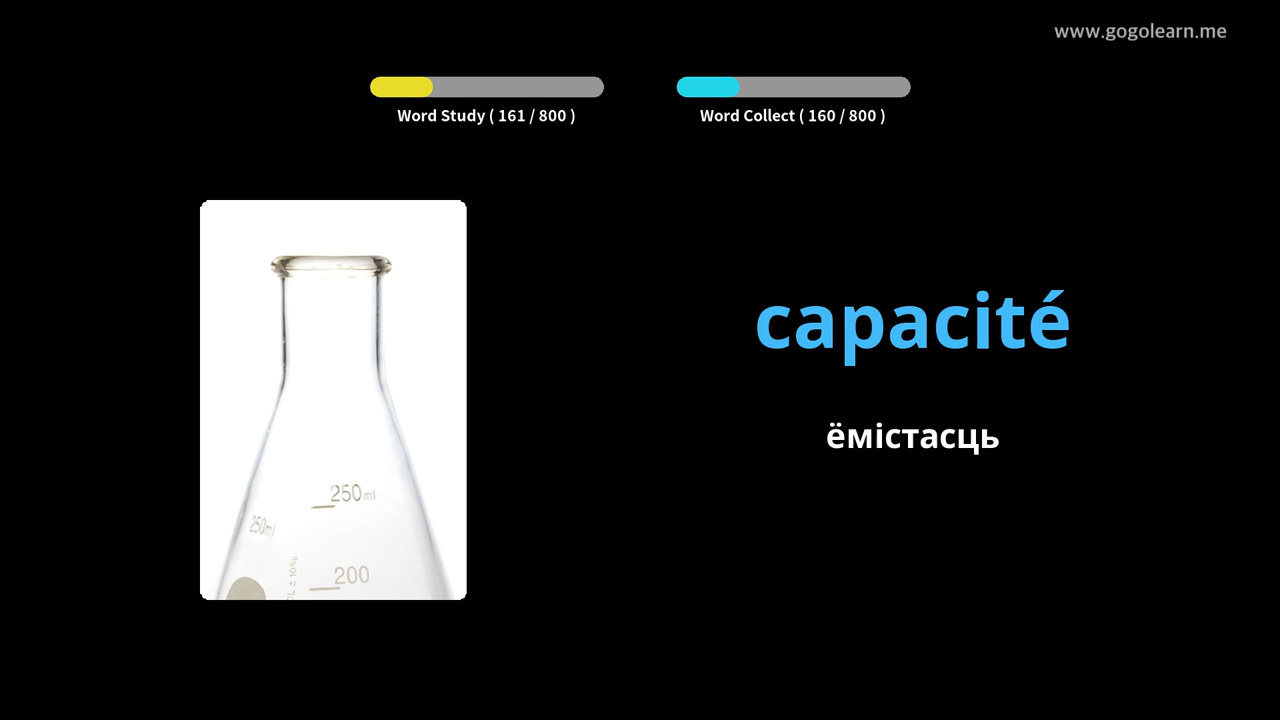 www.gogolearn.me
Word Study ( 161 / 800 )
Word Collect ( 160 / 800 )
capacité
ёмістасць
250ml
250ml
200